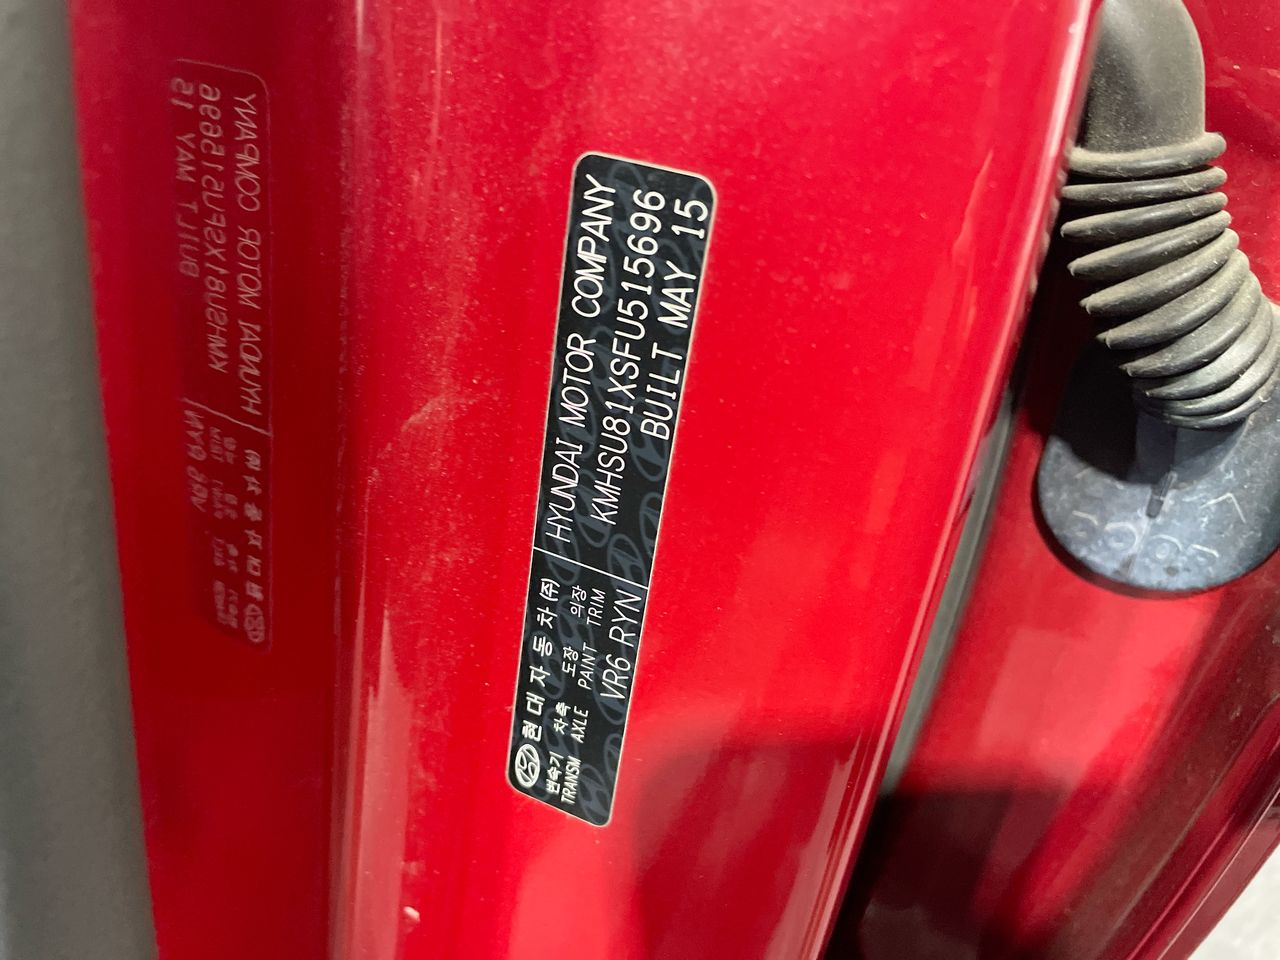 현대자동차(주) HYUNDAI MOTOR COMPANY
변속기 차축 도장 의장 KMHSU81XSFU515696
TRANSM AXLE PAINT TRIM BUILT MAY 15
VR6 RYN